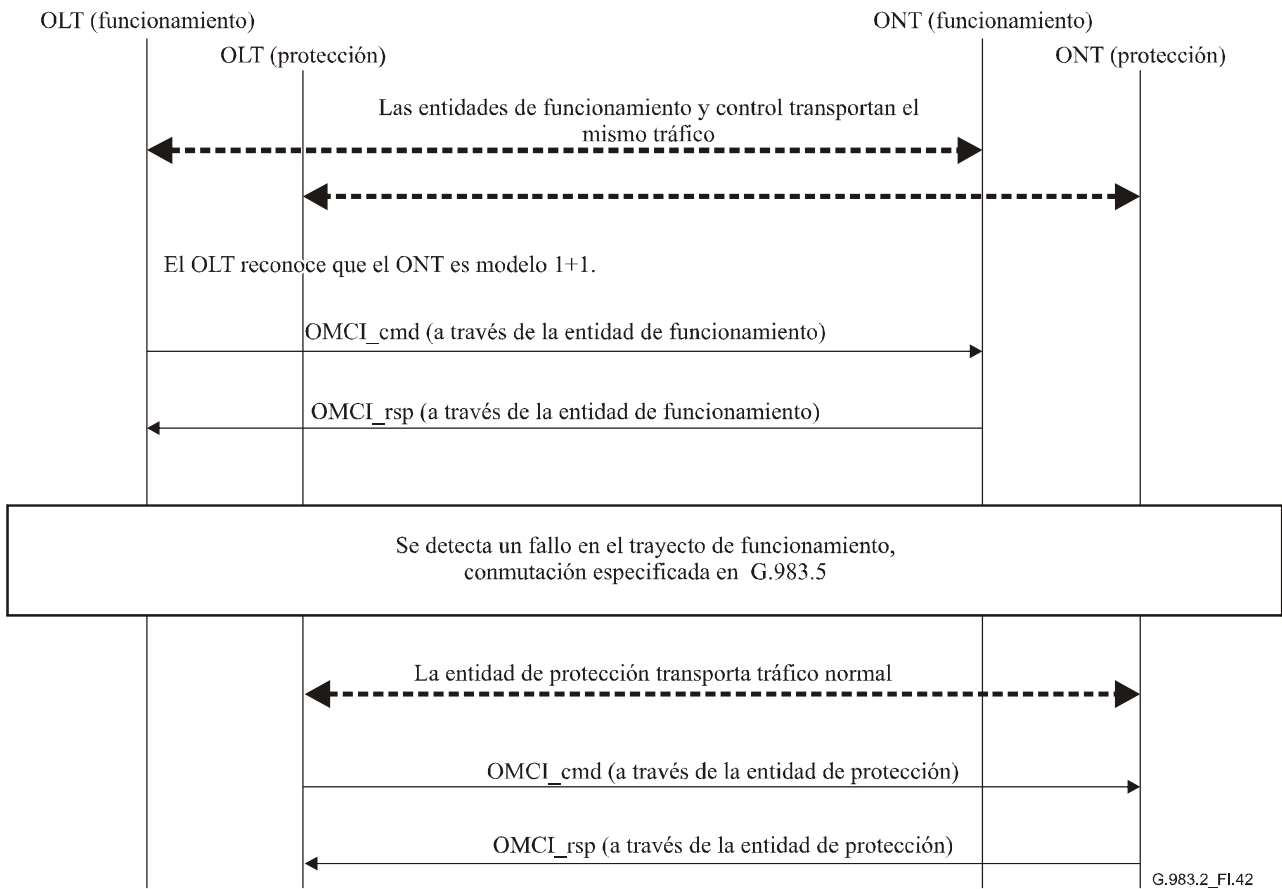 OLT (funcionamiento)
ONT (funcionamiento)
OLT (protección)
ONT (protección)
Las entidades de funcionamiento y control transportan el
mismo tráfico
El OLT reconoce que el ONT es modelo 1+1.
OMCI_cmd (a través de la entidad de funcionamiento)
OMCI_rsp (a través de la entidad de funcionamiento)
Se detecta un fallo en el trayecto de funcionamiento,
conmutación especificada en G.983.5
La entidad de protección transporta tráfico normal
OMCI_cmd (a través de la entidad de protección)
OMCI_rsp (a través de la entidad de protección)
G.983.2_FI.42